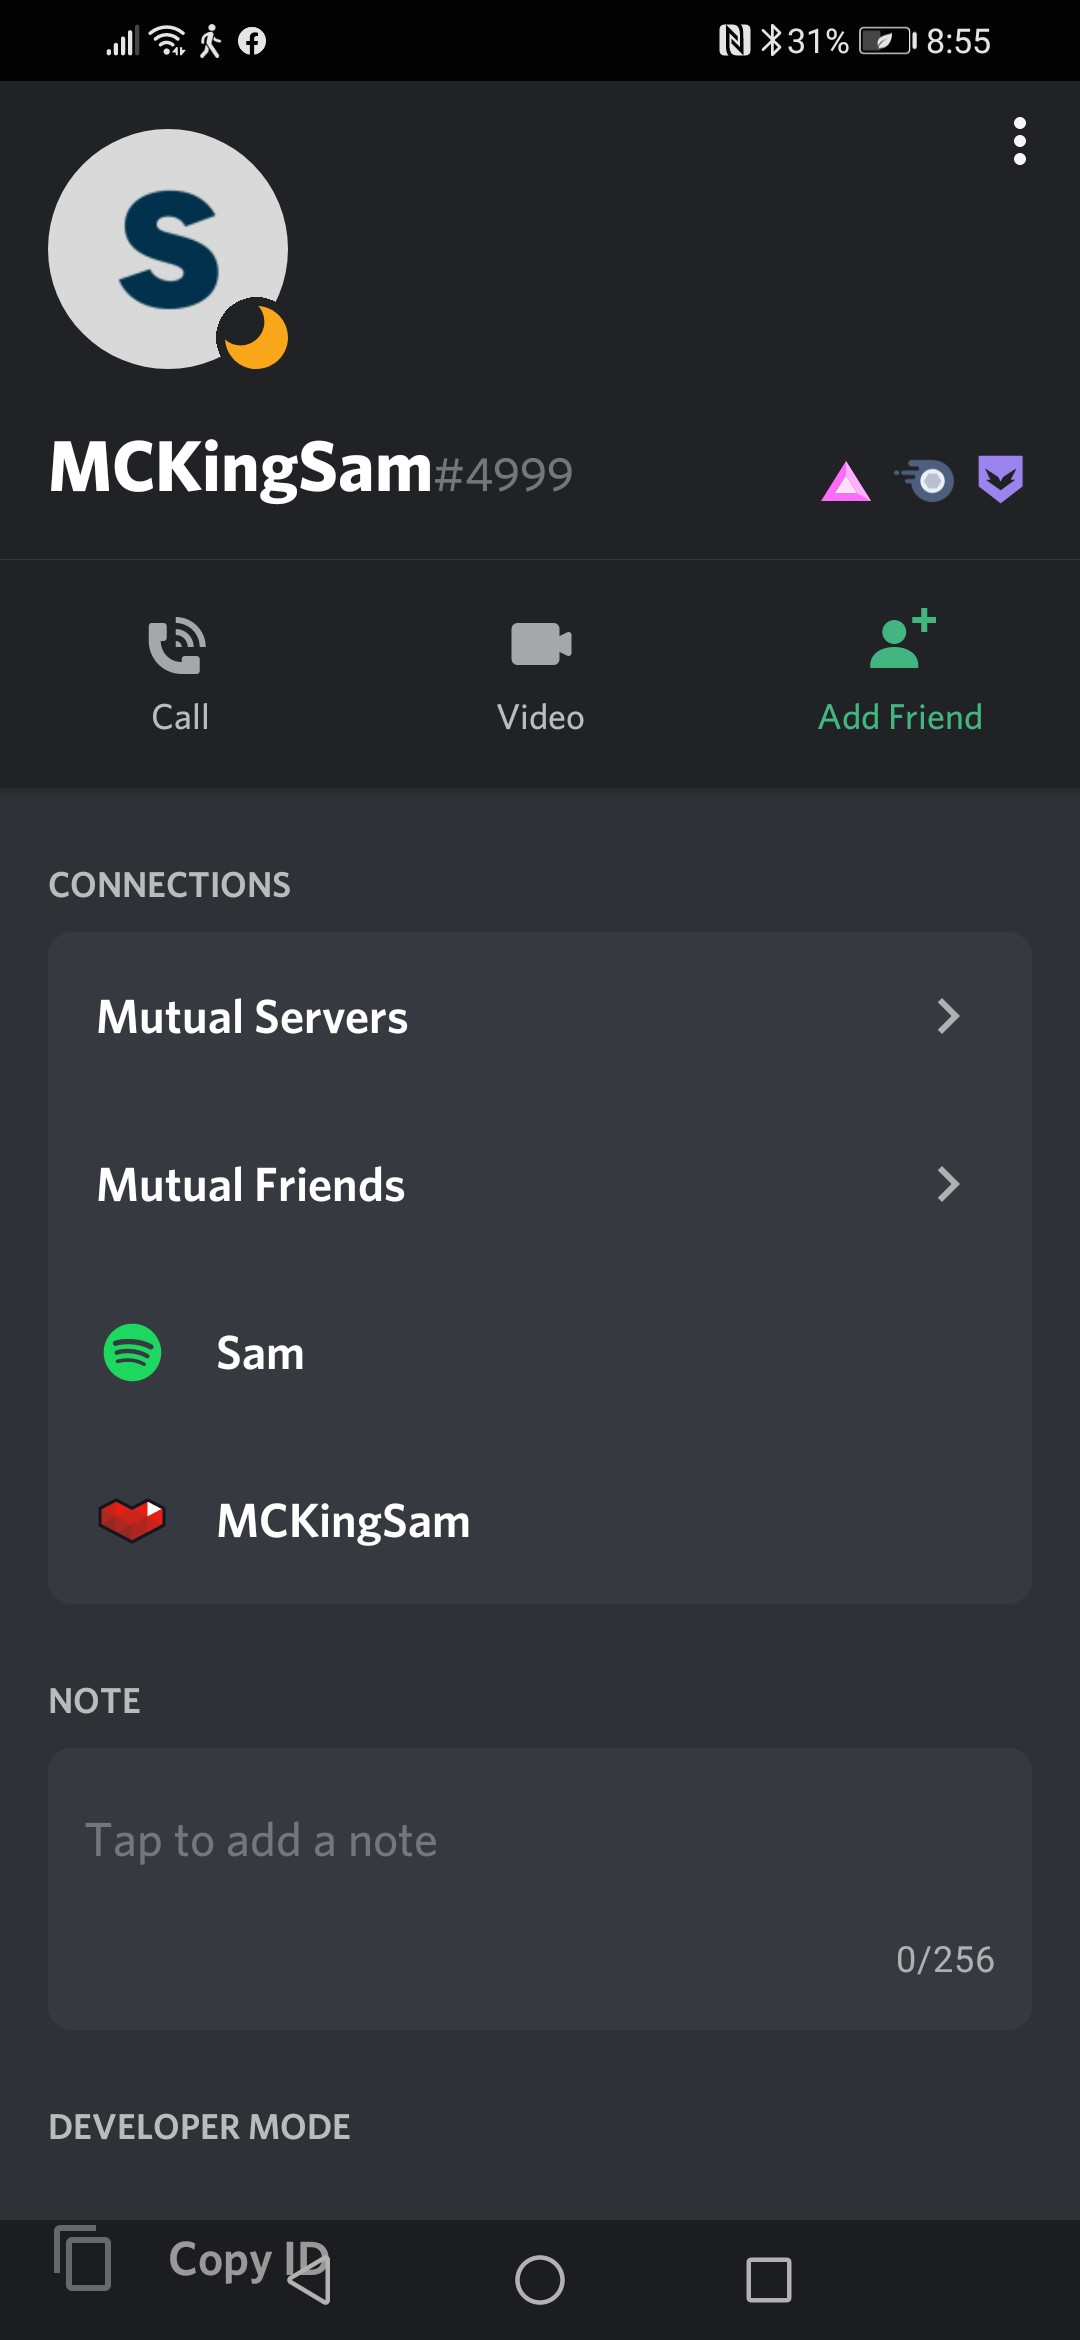 31% 8:55
S
MCKingSam#4999
Call Video Add Friend
CONNECTIONS
Mutual Servers
Mutual Friends
Sam
MCKingSam
NOTE
Tap to add a note
0/256
DEVELOPER MODE
Copy ID